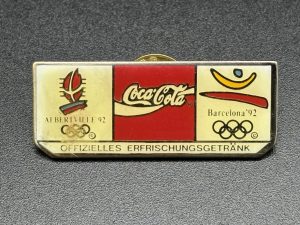 Coca-Cola
ALBERTVILLE 92
Barcelona '92
©
©
OFFIZIELLES ERFRISCHUNGSGETRÄNK